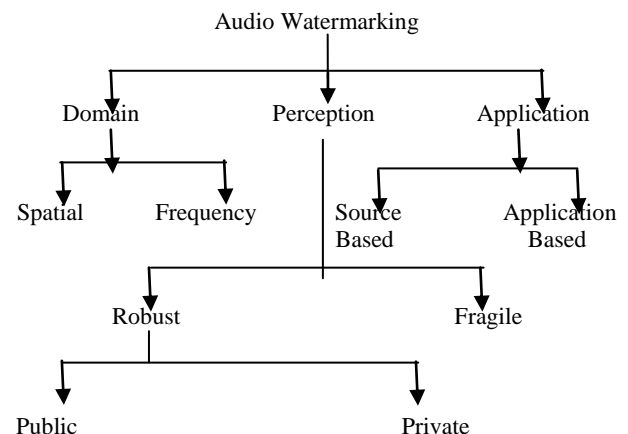 Audio Watermarking
Domain Perception Application
Spatial Frequency Source Application
Based Based
Robust Fragile
Public Private